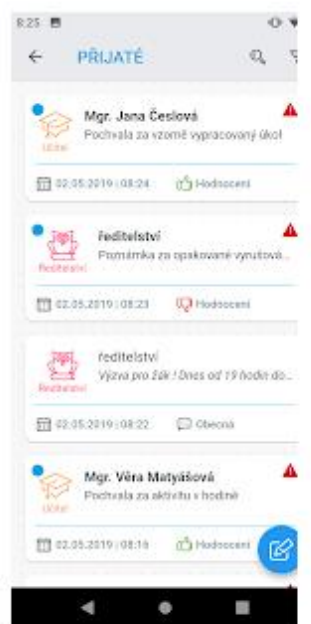 8:25
PŘIJATÉ
Mgr. Jana Česlová
Pochvala za vzorně vypracovaný úkol
Učitel
02.05.2019 | 08:24
Hodnocení
ředitelství
Poznámka za opakované vyrušová...
Ředitelství
02.05.2019 | 08:23
Hodnocení
ředitelství
Výzva pro žák ! Dnes od 19 hodin do...
Ředitelství
02.05.2019 | 08:22
Obecná
Mgr. Věra Matyášová
Pochvala za aktivitu v hodině
Učitel
02.05.2019 | 08:16
Hodnocení